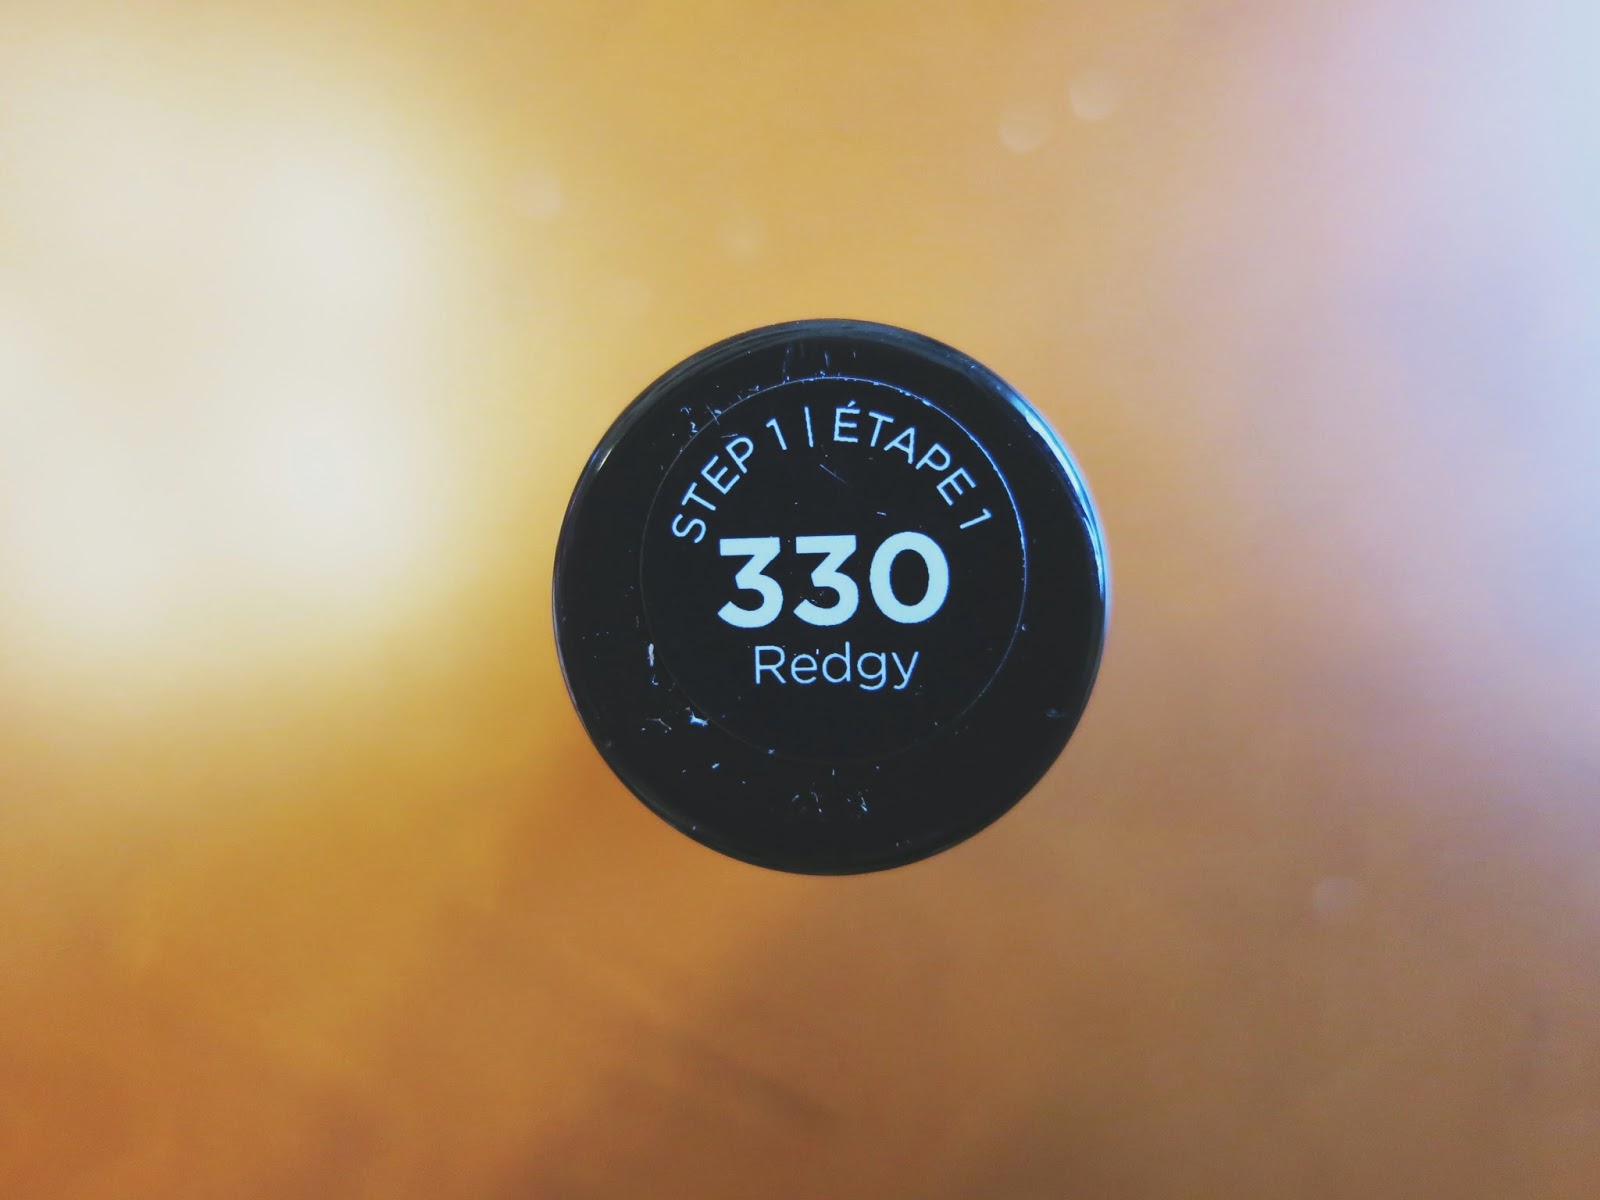 STEP 1 | ÉTAPE 1
330
Redgy